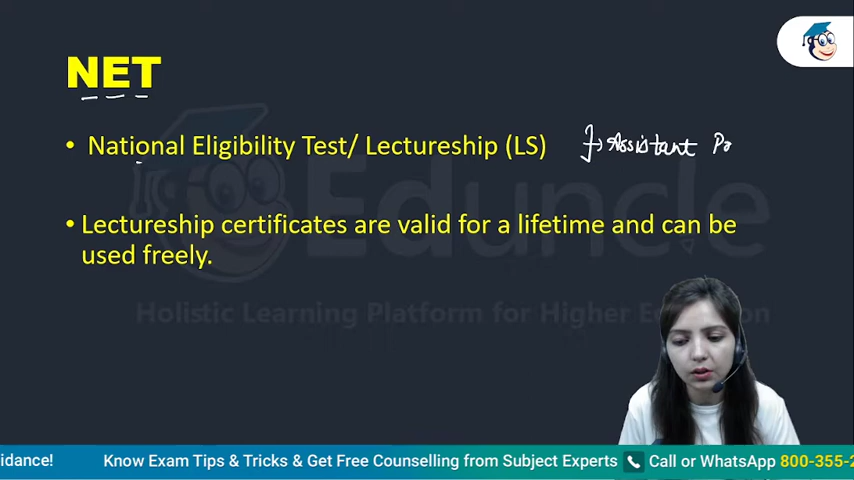 NET
• National Eligibility Test/ Lectureship (LS) Assistant
• Lectureship certificates are valid for a lifetime and can be
used freely.
Eduncle
Holistic Learning Platform for Higher Education
idance! Know Exam Tips & Tricks & Get Free Counselling from Subject Experts Call or WhatsApp 800-355-2